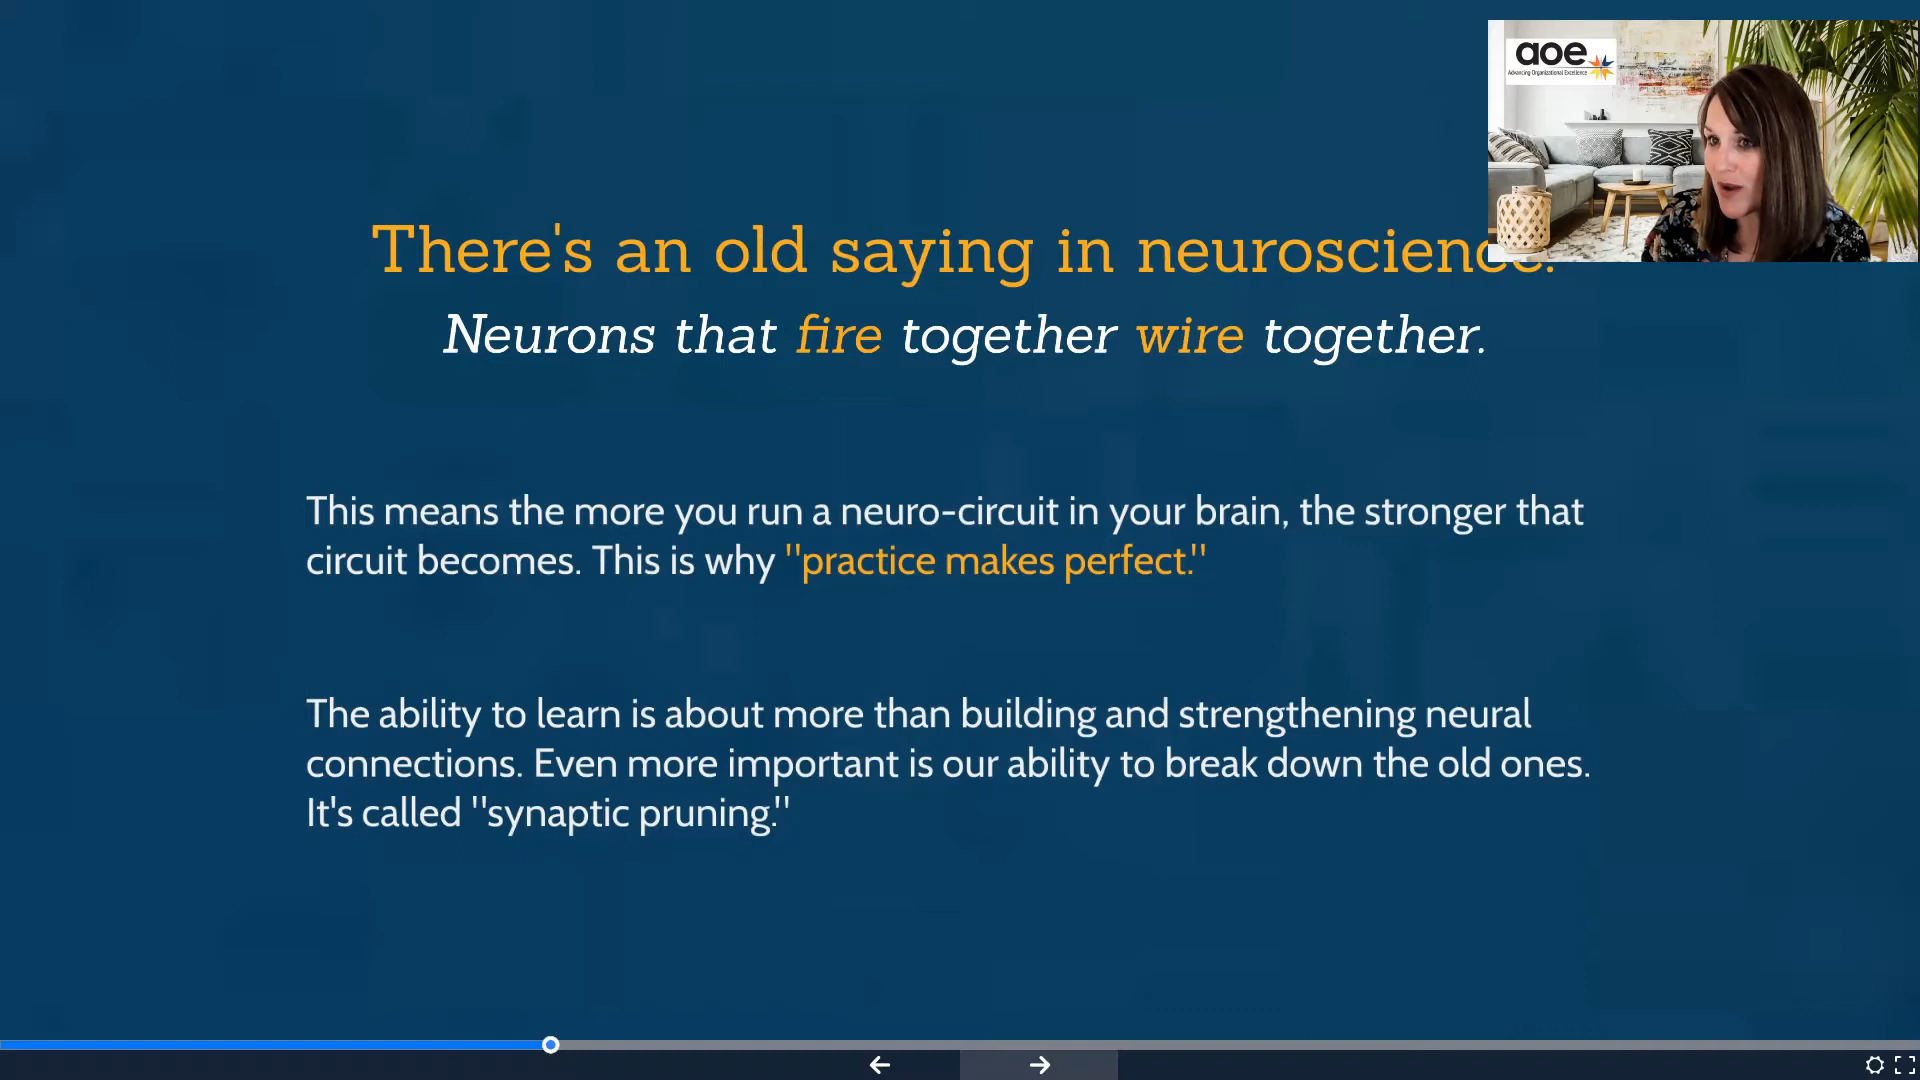 aoe
Advancing Organizational Excellence
There's an old saying in neuroscience:
Neurons that fire together wire together.
This means the more you run a neuro-circuit in your brain, the stronger that
circuit becomes. This is why "practice makes perfect."
The ability to learn is about more than building and strengthening neural
connections. Even more important is our ability to break down the old ones.
It's called "synaptic pruning."